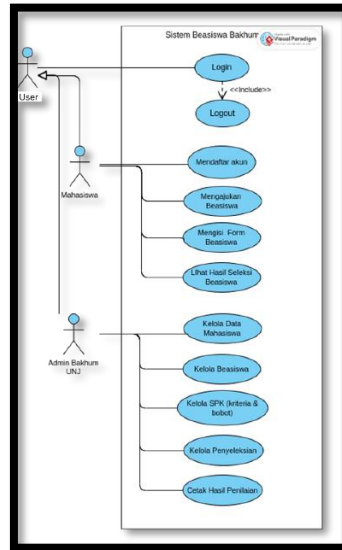 Sistem Beasiswa Bakhum
Visual Paradigm
User
Login
<<Include>>
Logout
Mahasiswa
Mendaftar akun
Mengajukan
Beasiswa
Mengisi Form
Beasiswa
LIhat Hasil Seleksi
Beasiswa
Admin Bakhum
UNJ
Kelola Data
Mahasiswa
Kelola Beasiswa
Kelola SPK (kriteria &
bobot)
Kelola Penyeleksian
Cetak Hasil Penilaian